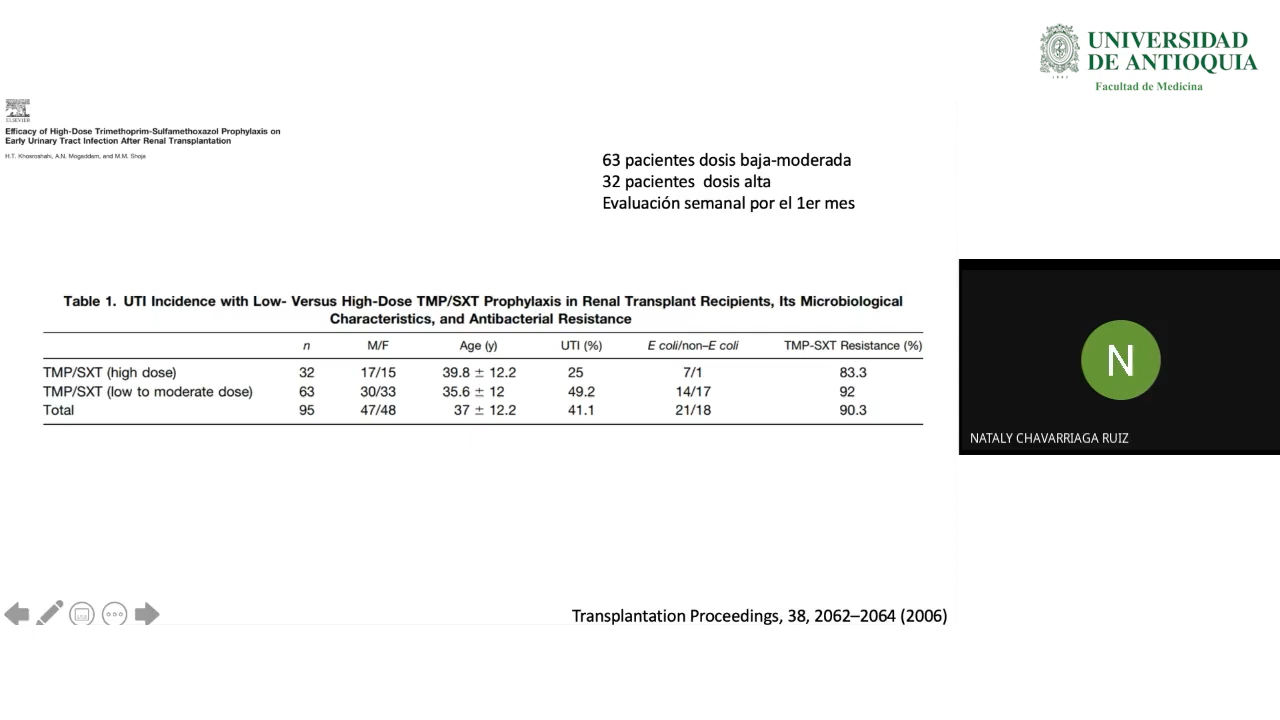 UNIVERSIDAD
DE ANTIOQUIA
1803
Facultad de Medicina
ELSEVIER
Efficacy of High-Dose Trimethoprim-Sulfamethoxazol Prophylaxis on
Early Urinary Tract Infection After Renal Transplantation
H.T. Khosroshahi, A.N. Mogaddam, and M.M. Shoja
63 pacientes dosis baja-moderada
32 pacientes dosis alta
Evaluación semanal por el 1er mes
Table 1. UTI Incidence with Low- Versus High-Dose TMP/SXT Prophylaxis in Renal Transplant Recipients, Its Microbiological
Characteristics, and Antibacterial Resistance
n M/F Age (y) UTI (%) E coli/non–E coli TMP-SXT Resistance (%)
TMP/SXT (high dose) 32 17/15 39.8 ± 12.2 25 7/1 83.3
TMP/SXT (low to moderate dose) 63 30/33 35.6 ± 12 49.2 14/17 92
Total 95 47/48 37 ± 12.2 41.1 21/18 90.3
N
NATALY CHAVARRIAGA RUIZ
Transplantation Proceedings, 38, 2062–2064 (2006)